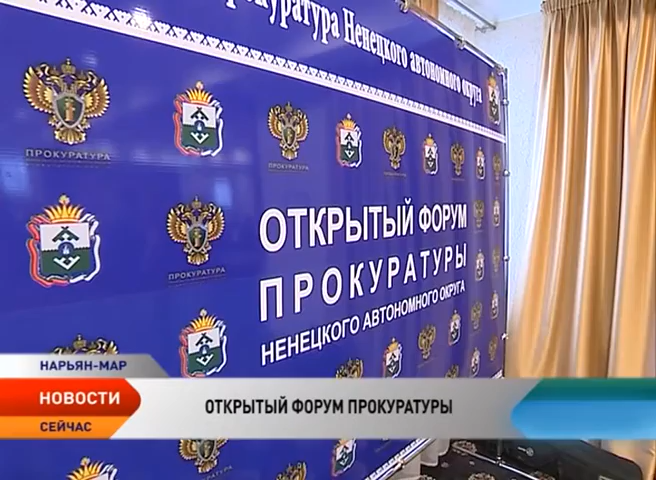 Прокуратура Ненецкого автономного округа
ПРОКУРАТУРА
ПРОКУРАТУРА
ПРОКУРАТУРА
ОТКРЫТЫЙ ФОРУМ
ПРОКУРАТУРЫ
НЕНЕЦКОГО АВТОНОМНОГО ОКРУГА
НАРЬЯН-МАР
НОВОСТИ
СЕЙЧАС
ОТКРЫТЫЙ ФОРУМ ПРОКУРАТУРЫ